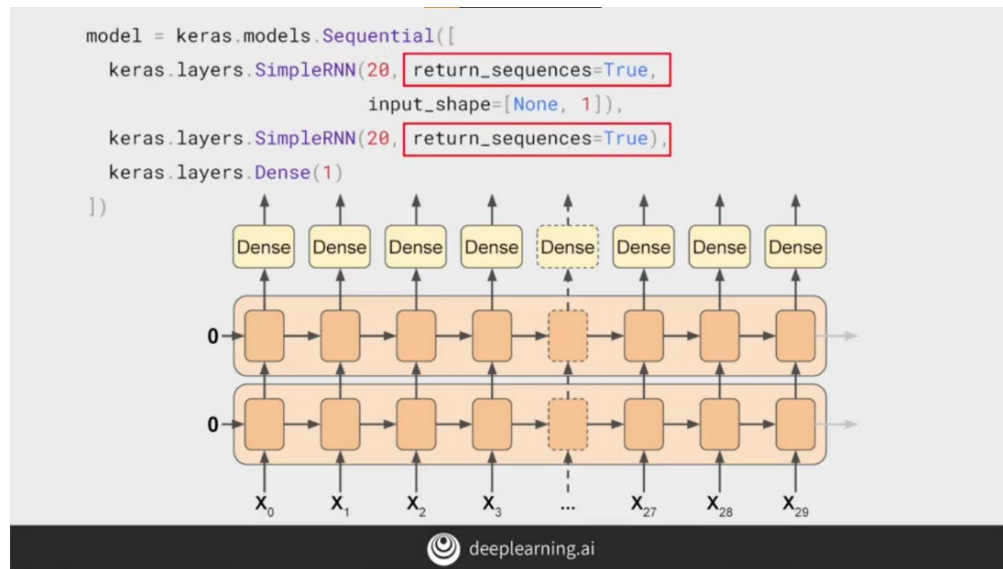 model = keras.models.Sequential([
keras.layers.SimpleRNN(20, return_sequences=True,
input_shape=[None, 1]),
keras.layers.SimpleRNN(20, return_sequences=True),
keras.layers.Dense(1)
])
Dense Dense Dense Dense Dense Dense Dense Dense
0
0
X0 X1 X2 X3 ... X27 X28 X29
deeplearning.ai